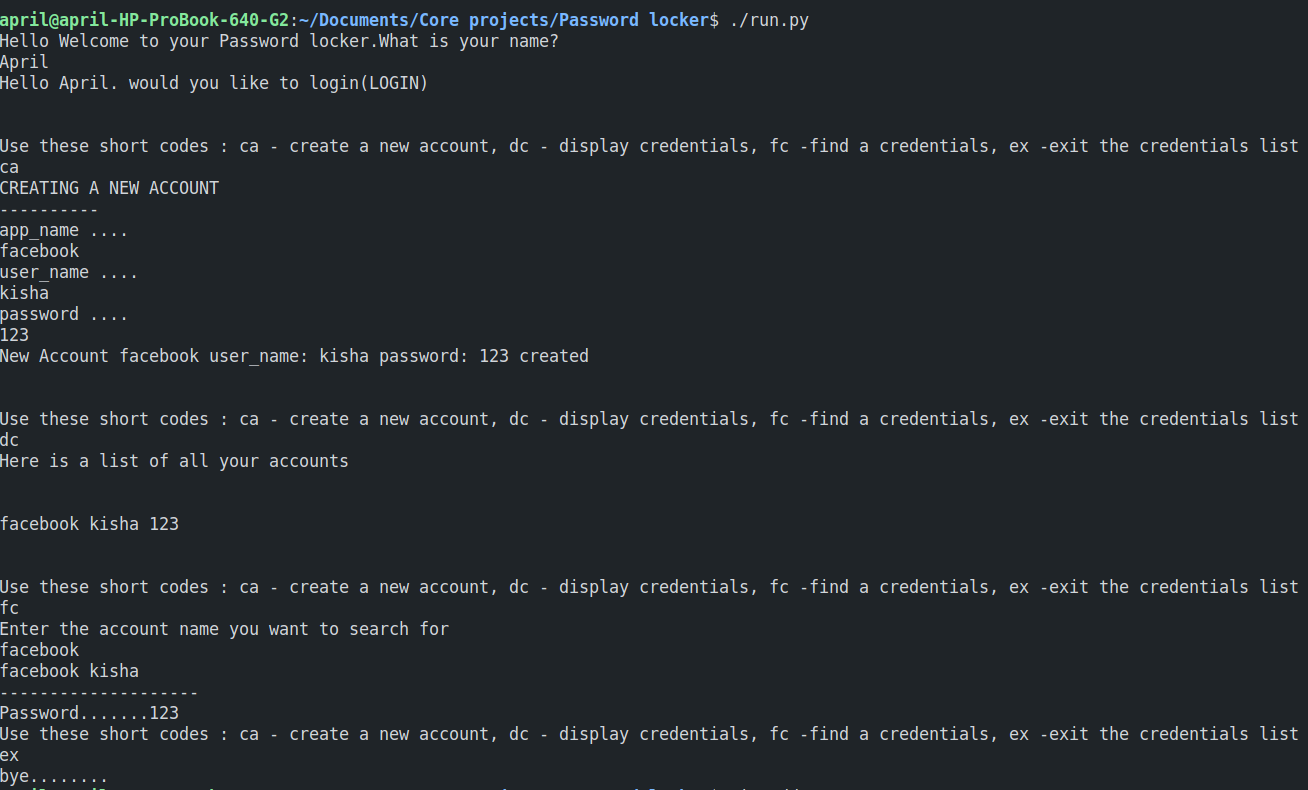 april@april-HP-ProBook-640-G2:~/Documents/Core projects/Password locker$ ./run.py
Hello Welcome to your Password locker.What is your name?
April
Hello April. would you like to login(LOGIN)
Use these short codes : ca - create a new account, dc - display credentials, fc -find a credentials, ex -exit the credentials list
ca
CREATING A NEW ACCOUNT
----------
app_name ....
facebook
user_name ....
kisha
password ....
123
New Account facebook user_name: kisha password: 123 created
Use these short codes : ca - create a new account, dc - display credentials, fc -find a credentials, ex -exit the credentials list
dc
Here is a list of all your accounts
facebook kisha 123
Use these short codes : ca - create a new account, dc - display credentials, fc -find a credentials, ex -exit the credentials list
fc
Enter the account name you want to search for
facebook
facebook kisha
--------------------
Password.......123
Use these short codes : ca - create a new account, dc - display credentials, fc -find a credentials, ex -exit the credentials list
ex
bye........